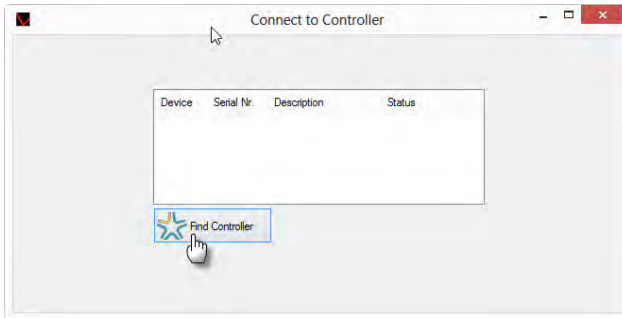 Connect to Controller
Device Serial Nr. Description Status
Find Controller